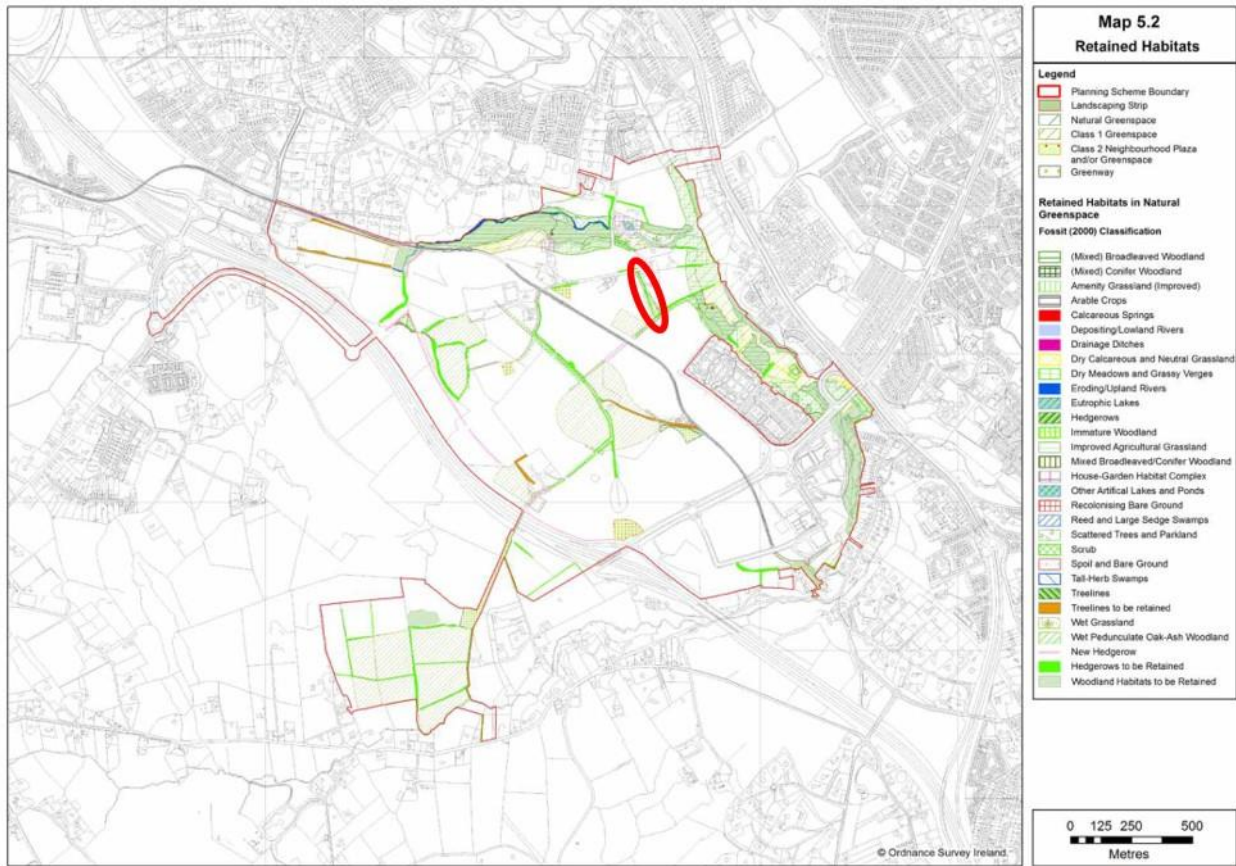 Map 5.2
Retained Habitats
Legend
Planning Scheme Boundary
Landscaping Strip
Natural Greenspace
Class 1 Greenspace
Class 2 Neighbourhood Plaza
and/or Greenspace
Greenway
Retained Habitats in Natural
Greenspace
Fossit (2000) Classification
(Mixed) Broadleaved Woodland
(Mixed) Conifer Woodland
Amenity Grassland (Improved)
Arable Crops
Calcareous Springs
Depositing/Lowland Rivers
Drainage Ditches
Dry Calcareous and Neutral Grassland
Dry Meadows and Grassy Verges
Eroding/Upland Rivers
Eutrophic Lakes
Hedgerows
Immature Woodland
Improved Agricultural Grassland
Mixed Broadleaved/Conifer Woodland
House-Garden Habitat Complex
Other Artifical Lakes and Ponds
Recolonising Bare Ground
Reed and Large Sedge Swamps
Scattered Trees and Parkland
Scrub
Spoil and Bare Ground
Tall-Herb Swamps
Treelines
Treelines to be retained
Wet Grassland
Wet Pedunculate Oak-Ash Woodland
New Hedgerow
Hedgerows to be Retained
Woodland Habitats to be Retained
0 125 250 500
Metres
© Ordnance Survey Ireland.